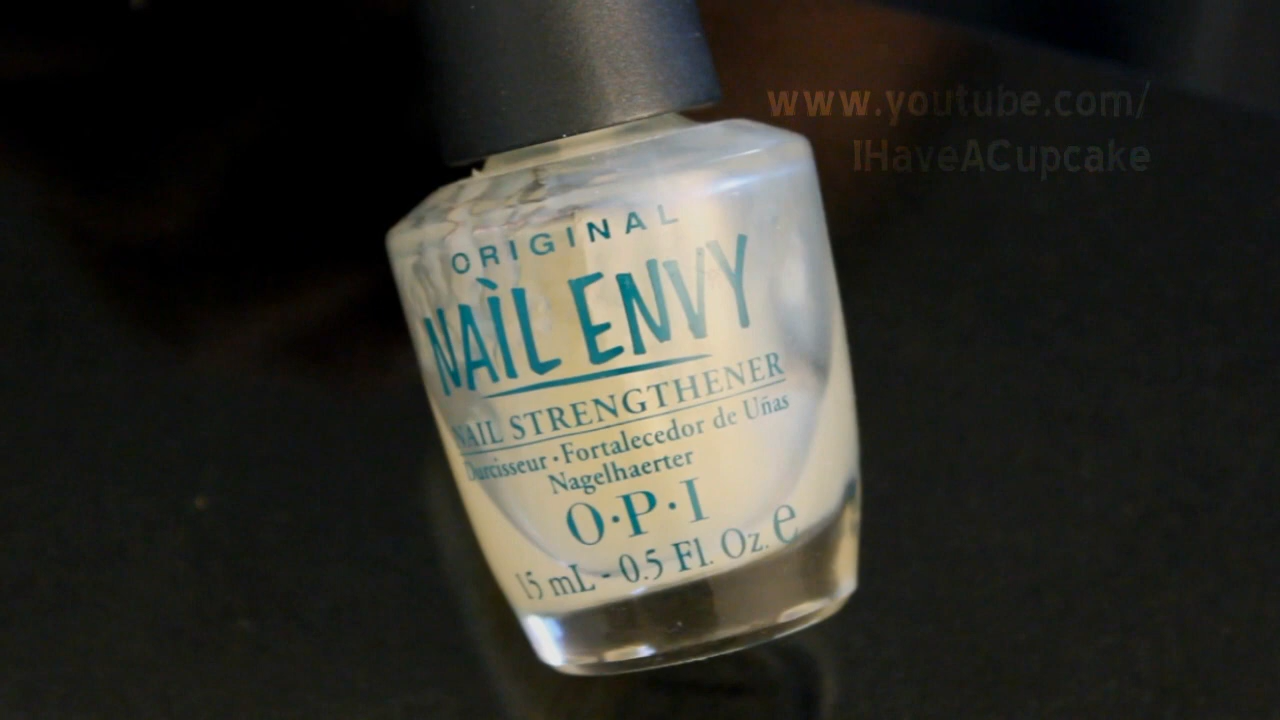 www.youtube.com/
IHaveACupcake
ORIGINAL
NAÌL ENVY
NAIL STRENGTHENER
Durcisseur · Fortalecedor de Uñas
Nagelhaerter
O·P·I
15 mL - 0.5 Fl. Oz. e